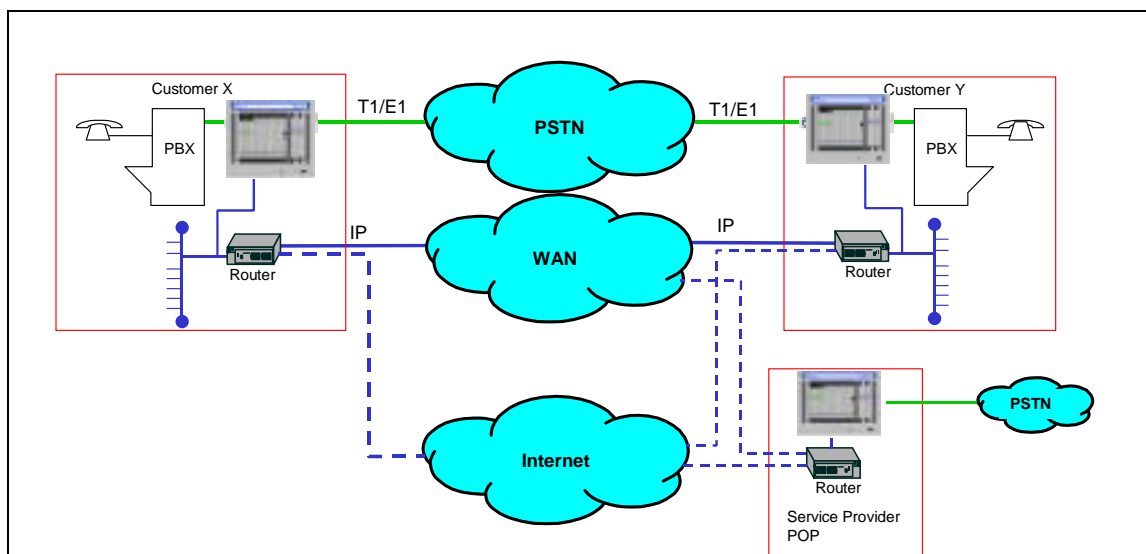 Customer X
Customer Y
T1/E1
PSTN
T1/E1
PBX
PBX
IP
WAN
IP
Router
Router
Internet
PSTN
Router
Service Provider
POP